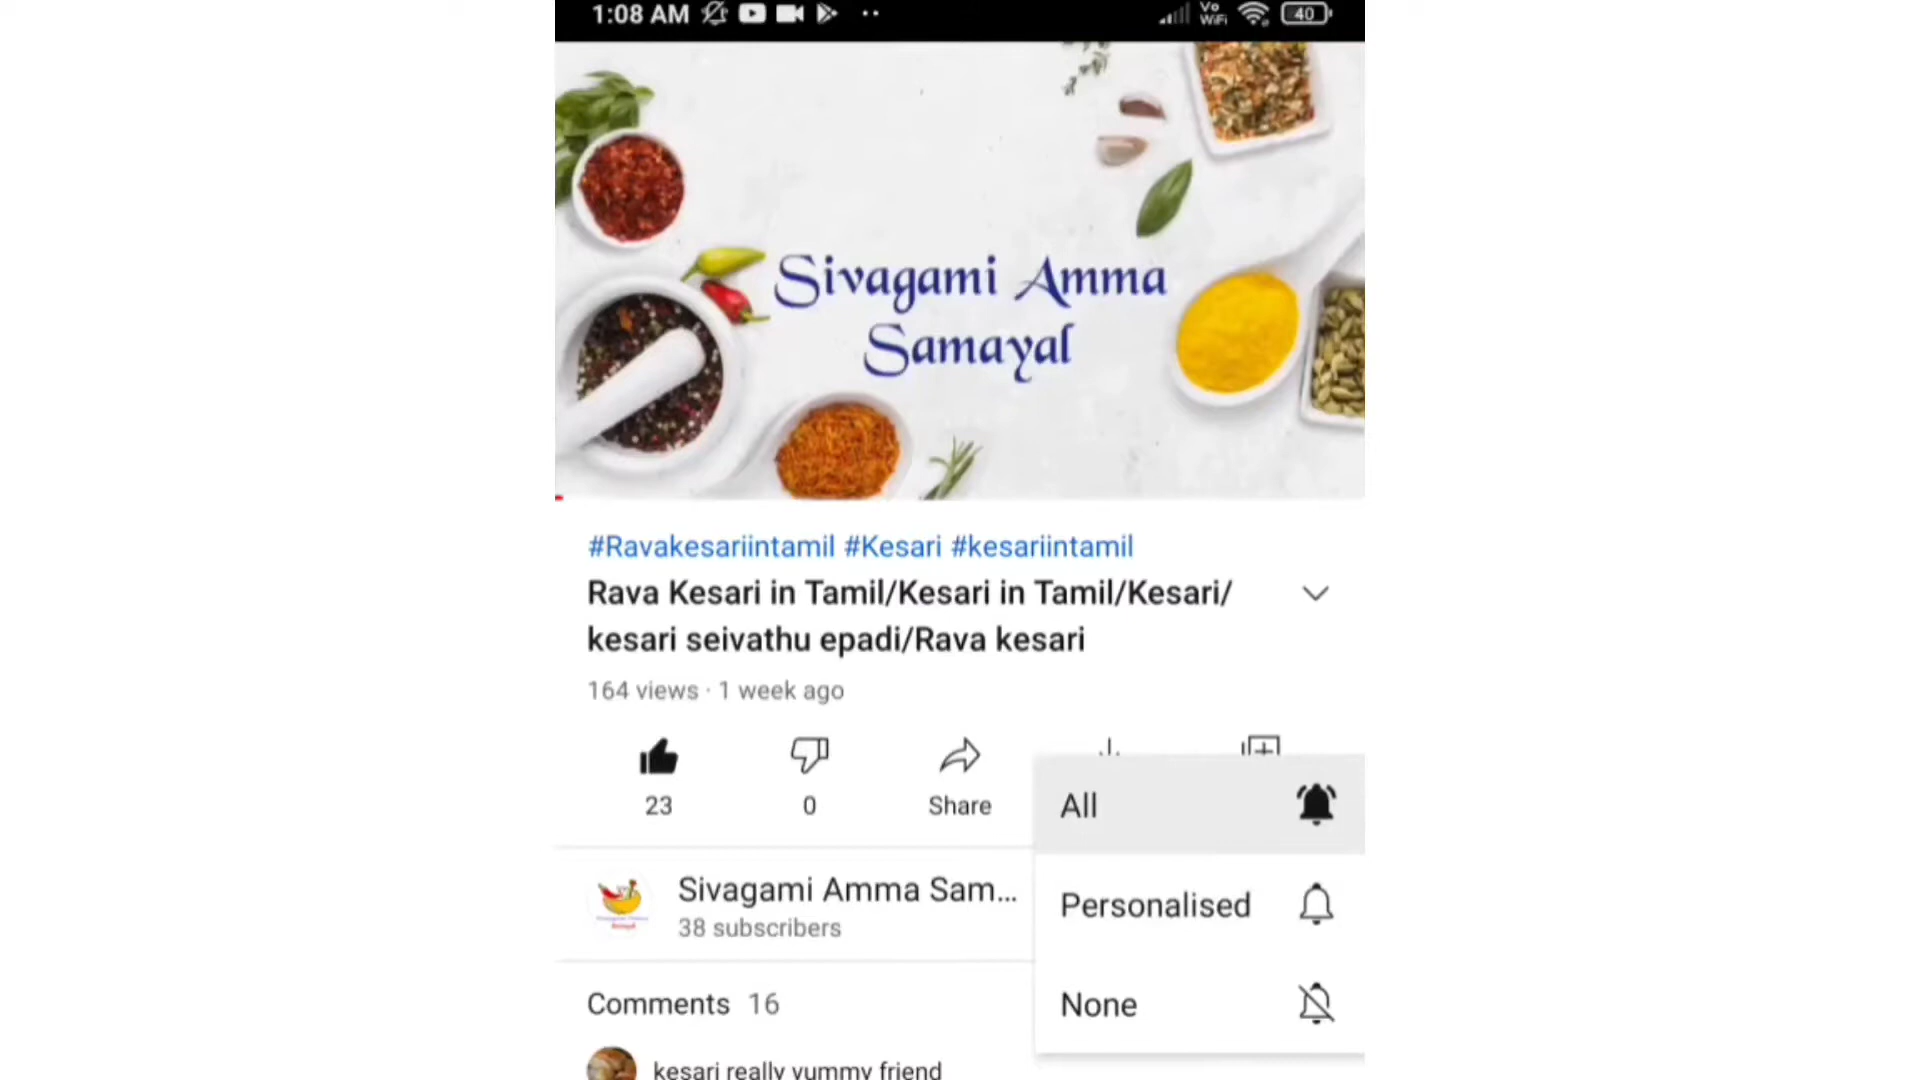 1:08 AM
Vo
WiFi
40
Sivagami Amma
Samayal
#Ravakesariintamil #Kesari #kesariintamil
Rava Kesari in Tamil/Kesari in Tamil/Kesari/
kesari seivathu epadi/Rava kesari
164 views · 1 week ago
23
0
Share
All
Sivagami Amma Sam...
38 subscribers
Personalised
Comments 16
None
kesari really yummy friend